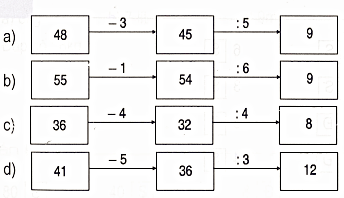 a) 48 – 3 45 : 5 9
b) 55 – 1 54 : 6 9
c) 36 – 4 32 : 4 8
d) 41 – 5 36 : 3 12